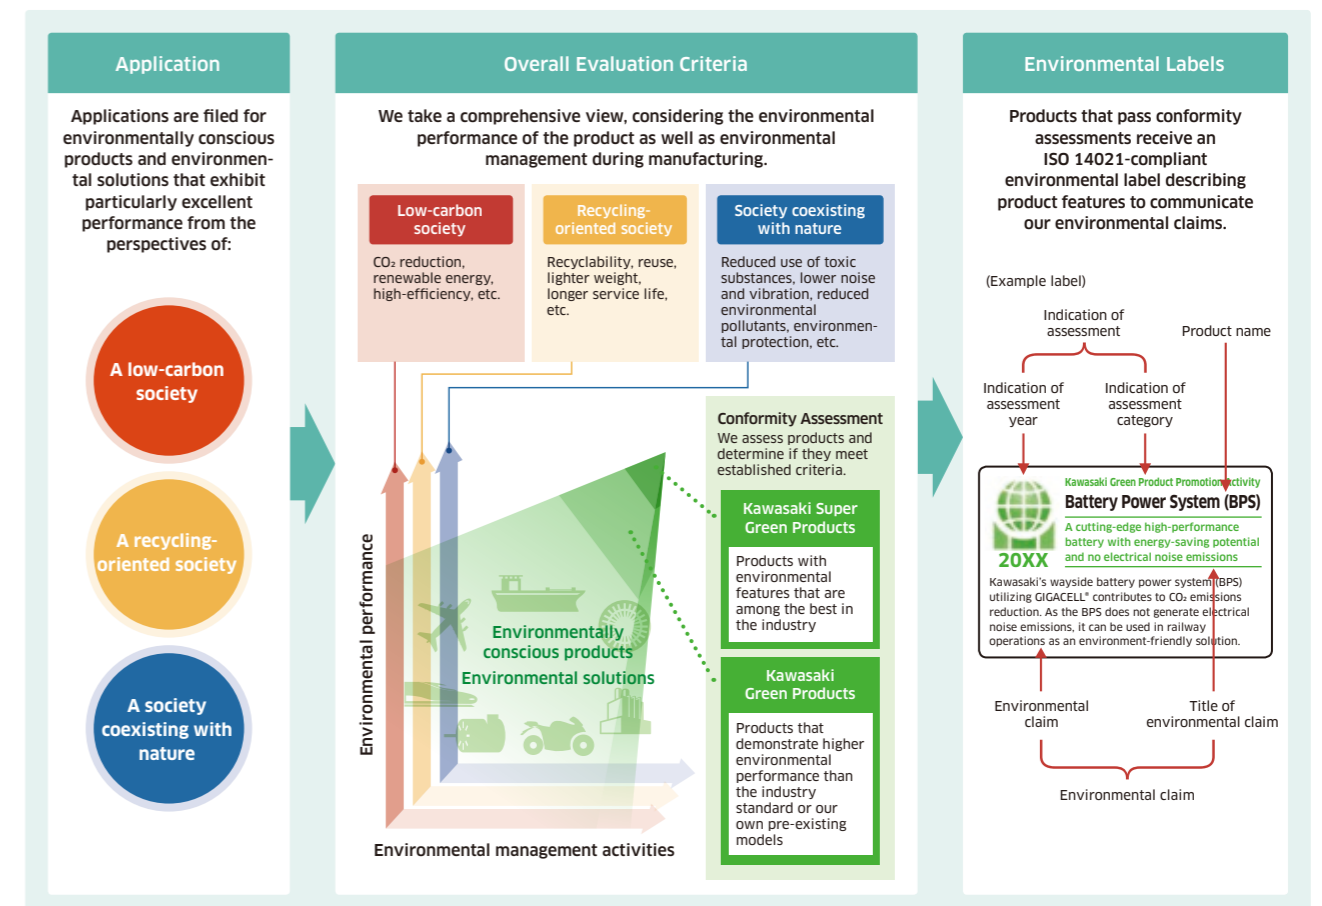 Application
Applications are filed for
environmentally conscious
products and environmen-
tal solutions that exhibit
particularly excellent
performance from the
perspectives of:
A low-carbon
society
A recycling-
oriented society
A society
coexisting with
nature
Overall Evaluation Criteria
We take a comprehensive view, considering the environmental
performance of the product as well as environmental
management during manufacturing.
Low-carbon
society
CO₂ reduction,
renewable energy,
high-efficiency, etc.
Recycling-
oriented society
Recyclability, reuse,
lighter weight,
longer service life,
etc.
Society coexisting
with nature
Reduced use of toxic
substances, lower noise
and vibration, reduced
environmental
pollutants, environmen-
tal protection, etc.
Environmental performance
Environmentally
conscious products
Environmental solutions
Environmental management activities
Conformity Assessment
We assess products and
determine if they meet
established criteria.
Kawasaki Super
Green Products
Products with
environmental
features that are
among the best in
the industry
Kawasaki
Green Products
Products that
demonstrate higher
environmental
performance than
the industry
standard or our
own pre-existing
models
Environmental Labels
Products that pass conformity
assessments receive an
ISO 14021-compliant
environmental label describing
product features to communicate
our environmental claims.
(Example label)
Indication of
assessment
Product name
Indication of
assessment
year
Indication of
assessment
category
Kawasaki Green Product Promotion Activity
Battery Power System (BPS)
A cutting-edge high-performance
battery with energy-saving potential
and no electrical noise emissions
20XX
Kawasaki's wayside battery power system (BPS)
utilizing GIGACELL® contributes to CO₂ emissions
reduction. As the BPS does not generate electrical
noise emissions, it can be used in railway
operations as an environment-friendly solution.
Environmental
claim
Title of
environmental claim
Environmental claim